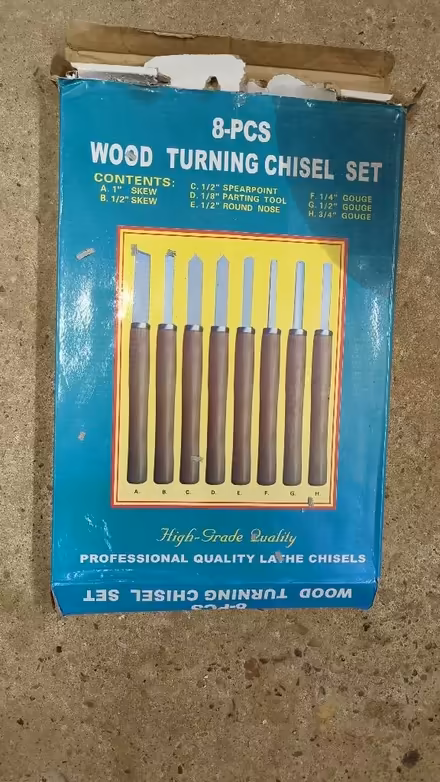 8-PCS
WOOD TURNING CHISEL SET
CONTENTS:
A. 1" SKEW
B. 1/2" SKEW
C. 1/2" SPEARPOINT
D. 1/8" PARTING TOOL
E. 1/2" ROUND NOSE
F. 1/4" GOUGE
G. 1/2" GOUGE
H. 3/4" GOUGE
A. B. C. D. E. F. G. H.
High-Grade Quality
PROFESSIONAL QUALITY LATHE CHISELS
8-PCS
WOOD TURNING CHISEL SET